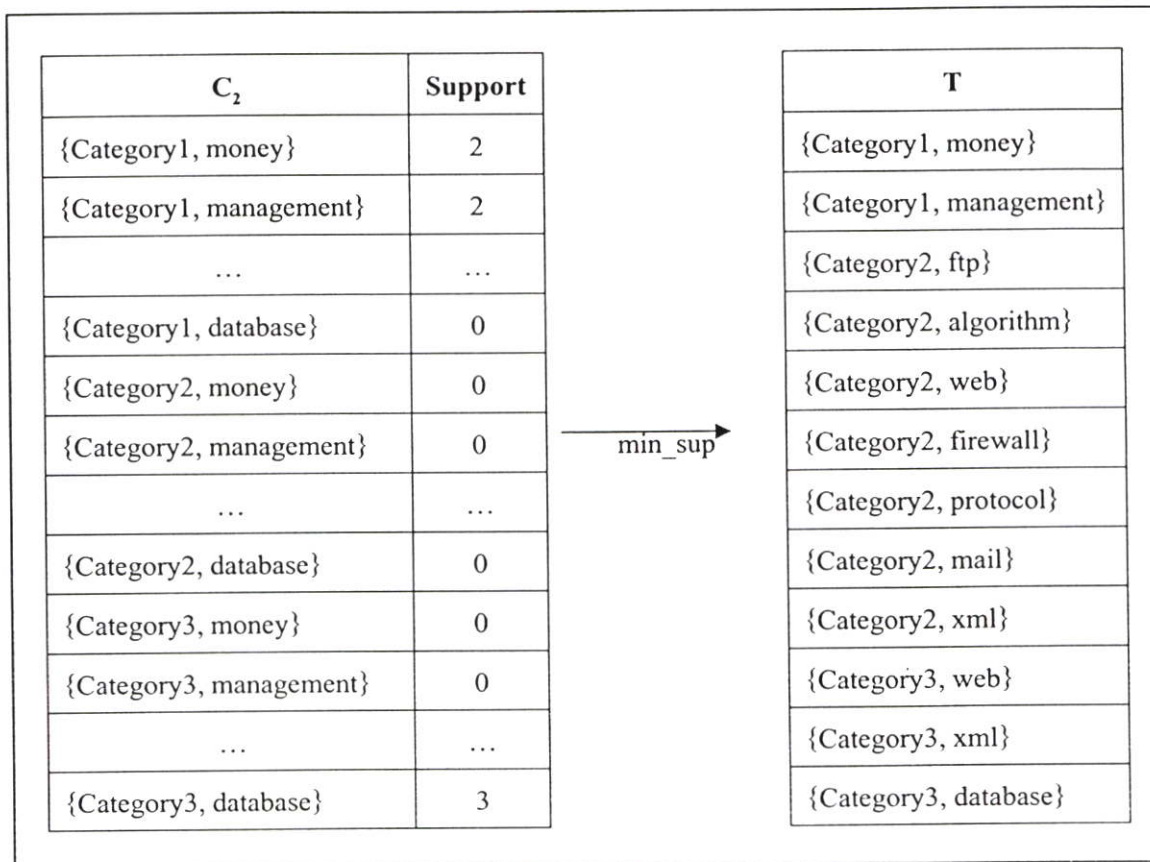 C₂ Support
{Category1, money} 2
{Category1, management} 2
... ...
{Category1, database} 0
{Category2, money} 0
{Category2, management} 0
... ...
{Category2, database} 0
{Category3, money} 0
{Category3, management} 0
... ...
{Category3, database} 3
min_sup
T
{Category1, money}
{Category1, management}
{Category2, ftp}
{Category2, algorithm}
{Category2, web}
{Category2, firewall}
{Category2, protocol}
{Category2, mail}
{Category2, xml}
{Category3, web}
{Category3, xml}
{Category3, database}